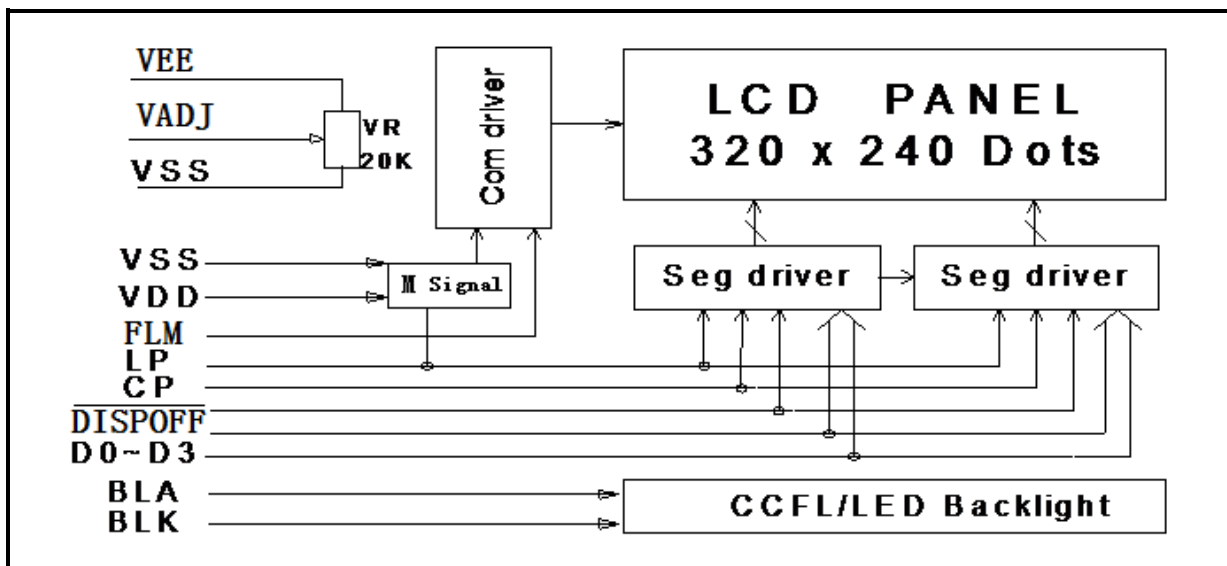 VEE
VADJ
VR
20K
VSS
Com driver
LCD PANEL
320 x 240 Dots
VSS
VDD
M Signal
Seg driver
Seg driver
FLM
LP
CP
DISPOFF
D0~D3
BLA
BLK
CCFL/LED Backlight